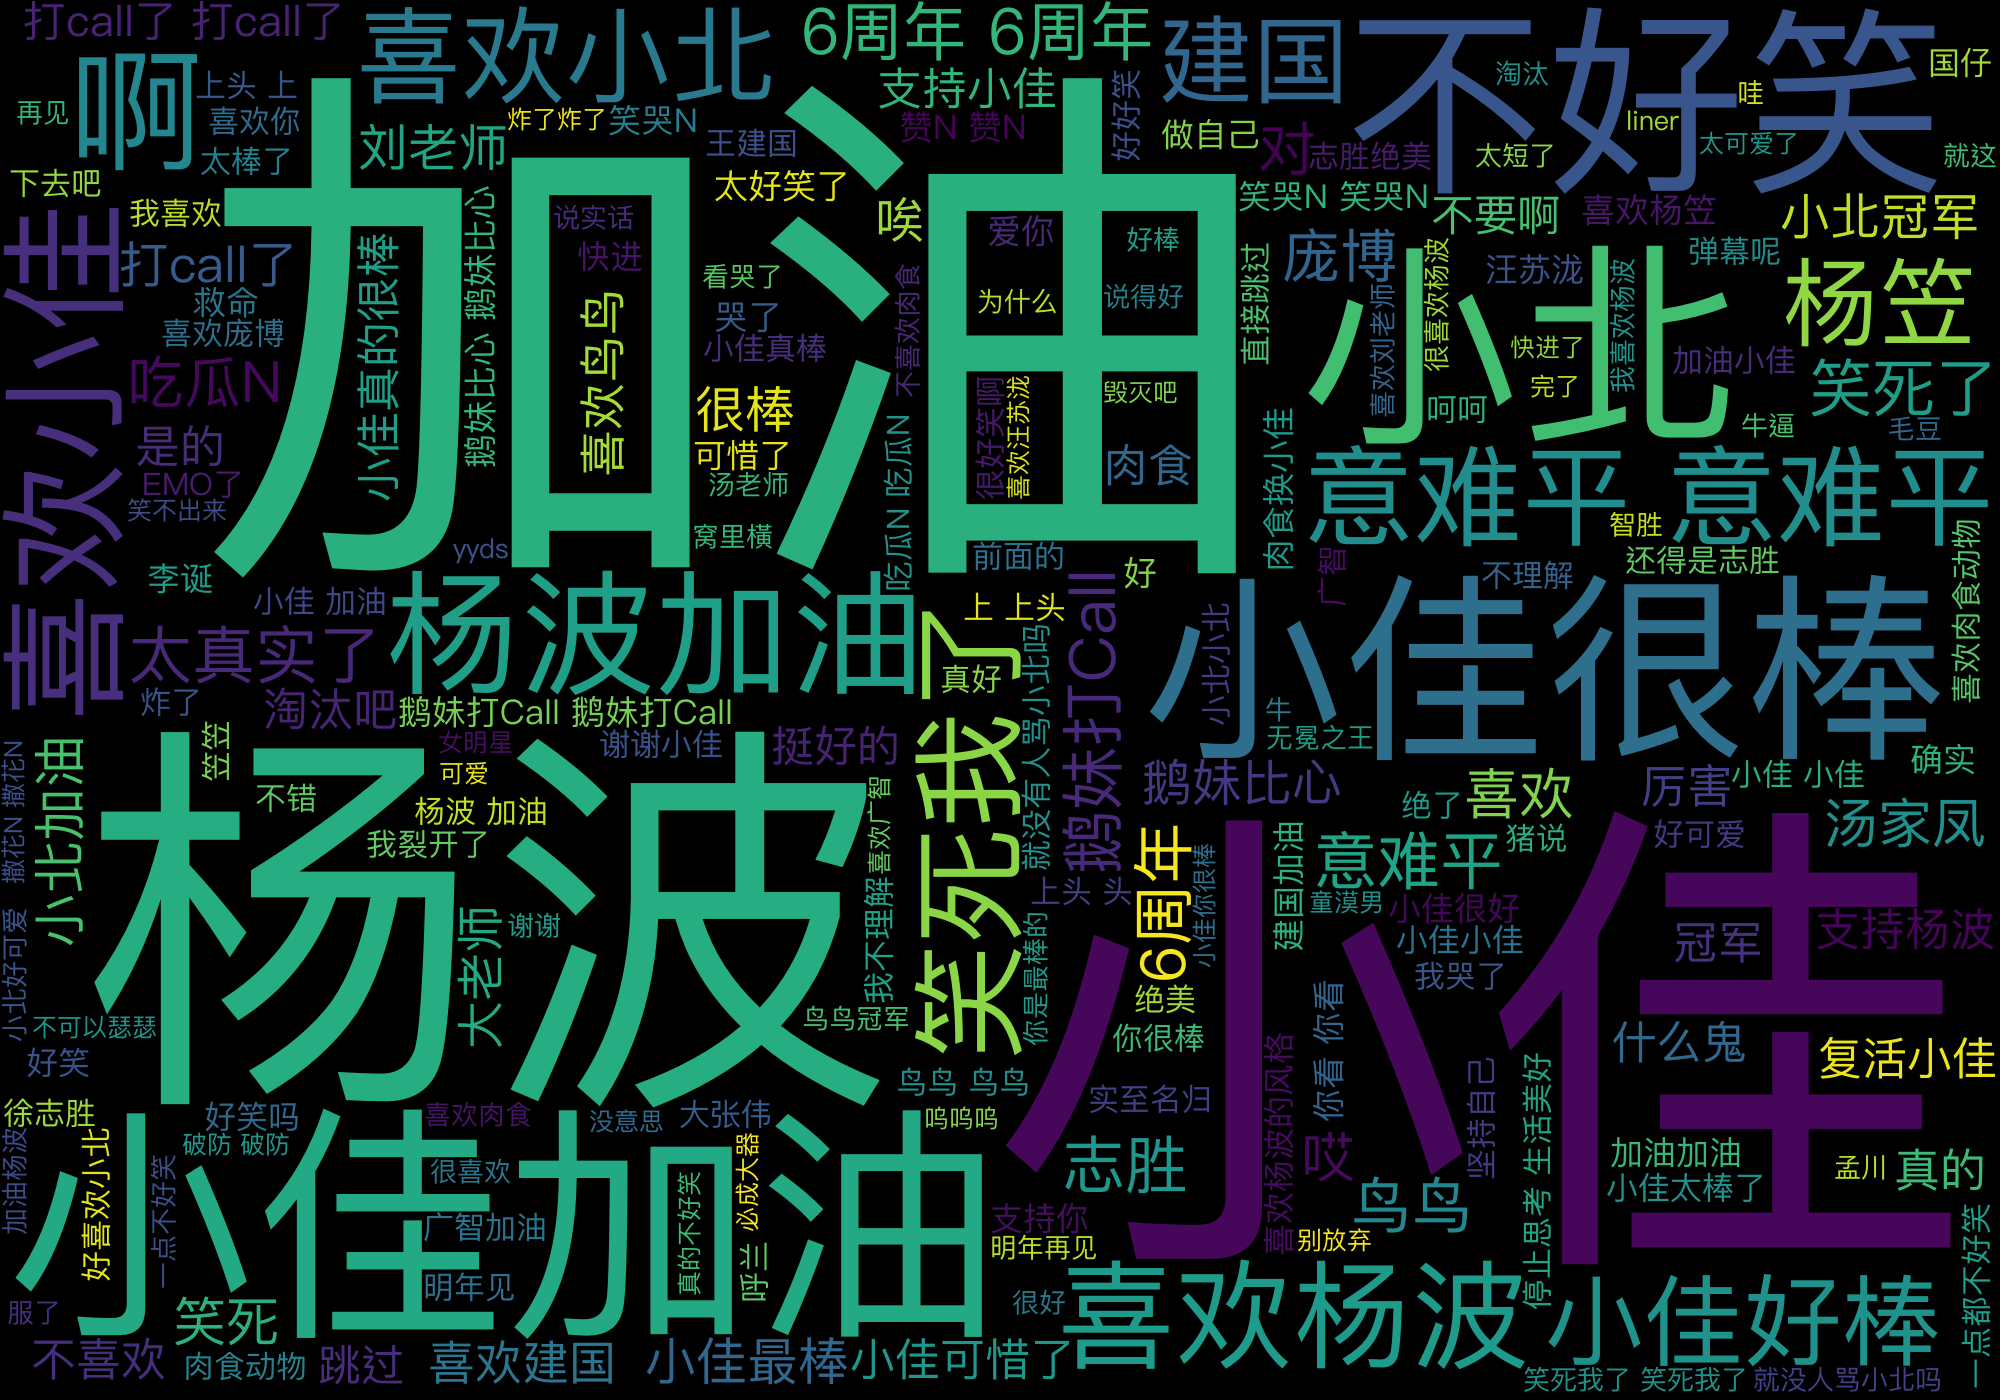 打call了 打call了
喜欢小北
6周年 6周年
建国
不好笑
国仔
淘汰
哇
liner
太可爱了
就这
啊
上头 上
喜欢你
再见
太棒了
炸了炸了
笑哭N
支持小佳
赞N 赞N
好好笑
做自己
对
志胜绝美
太短了
刘老师
王建国
下去吧
我喜欢
加油
太好笑了
唉
笑哭N 笑哭N
不要啊
喜欢杨笠
小北冠军
喜欢小佳
打call了
救命
喜欢庞博
小佳真的很棒
鹅妹比心 鹅妹比心
说实话
快进
喜欢鸟鸟
看哭了
哭了
小佳真棒
不喜欢肉食
爱你
好棒
为什么
说得好
直接跳过
庞博
喜欢刘老师
很喜欢杨波
小北
汪苏泷
弹幕呢
杨笠
快进了
我喜欢杨波
加油小佳
完了
呵呵
牛逼
毛豆
笑死了
吃瓜N
是的
EMO了
笑不出来
很棒
可惜了
汤老师
窝里横
yyds
吃瓜N 吃瓜N
很好笑啊
喜欢汪苏泷
毁灭吧
肉食
前面的
好
肉食换小佳
意难平 意难平
智胜
还得是志胜
不理解
广智
喜欢肉食动物
李诞
小佳 加油
太真实了
杨波加油
上 上头
笑死我了
真好
就没有人骂小北吗
鹅妹打Call
小佳很棒
小北小北
牛
无冕之王
炸了
淘汰吧
鹅妹打Call 鹅妹打Call
女明星
谢谢小佳
挺好的
鹅妹比心
笠笠
撒花N 撒花N
小北加油
不错
可爱
杨波 加油
我裂开了
杨波
喜欢广智
我不理解
上头 头
6周年
小佳你很棒
建国加油
意难平
童漠男
绝了
喜欢
猪说
厉害
小佳 小佳
好可爱
确实
汤家凤
小佳很好
小佳小佳
我哭了
冠军
支持杨波
小佳
大老师
谢谢
鸟鸟冠军
你是最棒的
绝美
你很棒
小北好可爱
不可以瑟瑟
好笑
你看 你看
什么鬼
复活小佳
徐志胜
好笑吗
破防 破防
喜欢肉食
没意思
大张伟
鸟鸟 鸟鸟
呜呜呜
实至名归
志胜
喜欢杨波的风格
哎
鸟鸟
坚持自己
停止思考 生活美好
加油加油
小佳太棒了
孟川
真的
加油杨波
好喜欢小北
一点不好笑
小佳加油
很喜欢
广智加油
明年见
真的不好笑
必成大器
呼兰
支持你
明年再见
别放弃
很好
一点都不好笑
服了
笑死
不喜欢
肉食动物
跳过
喜欢建国
小佳最棒
小佳可惜了
喜欢杨波
小佳好棒
笑死我了 笑死我了
就没人骂小北吗